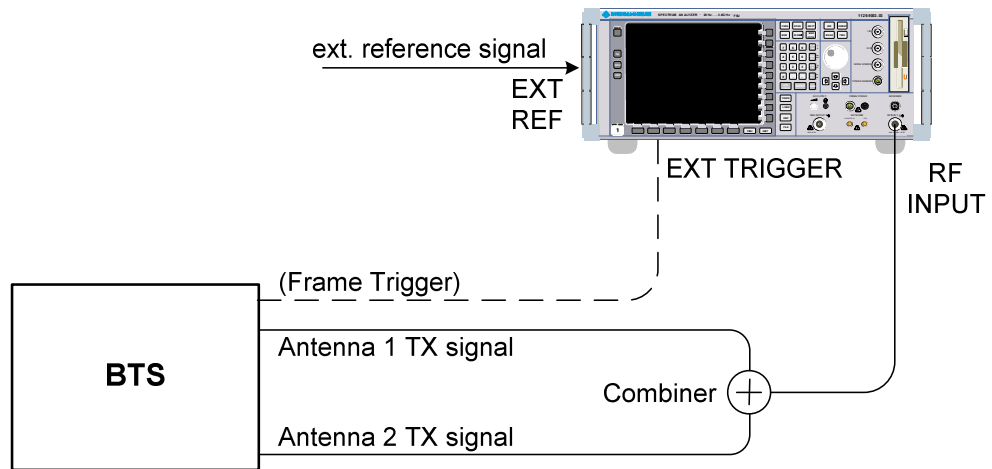 ext. reference signal
EXT
REF
EXT TRIGGER
RF
INPUT
(Frame Trigger)
Antenna 1 TX signal
BTS
Combiner
Antenna 2 TX signal